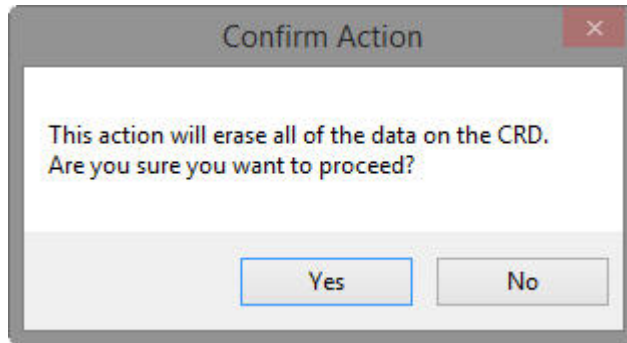 Confirm Action
This action will erase all of the data on the CRD.
Are you sure you want to proceed?
Yes No